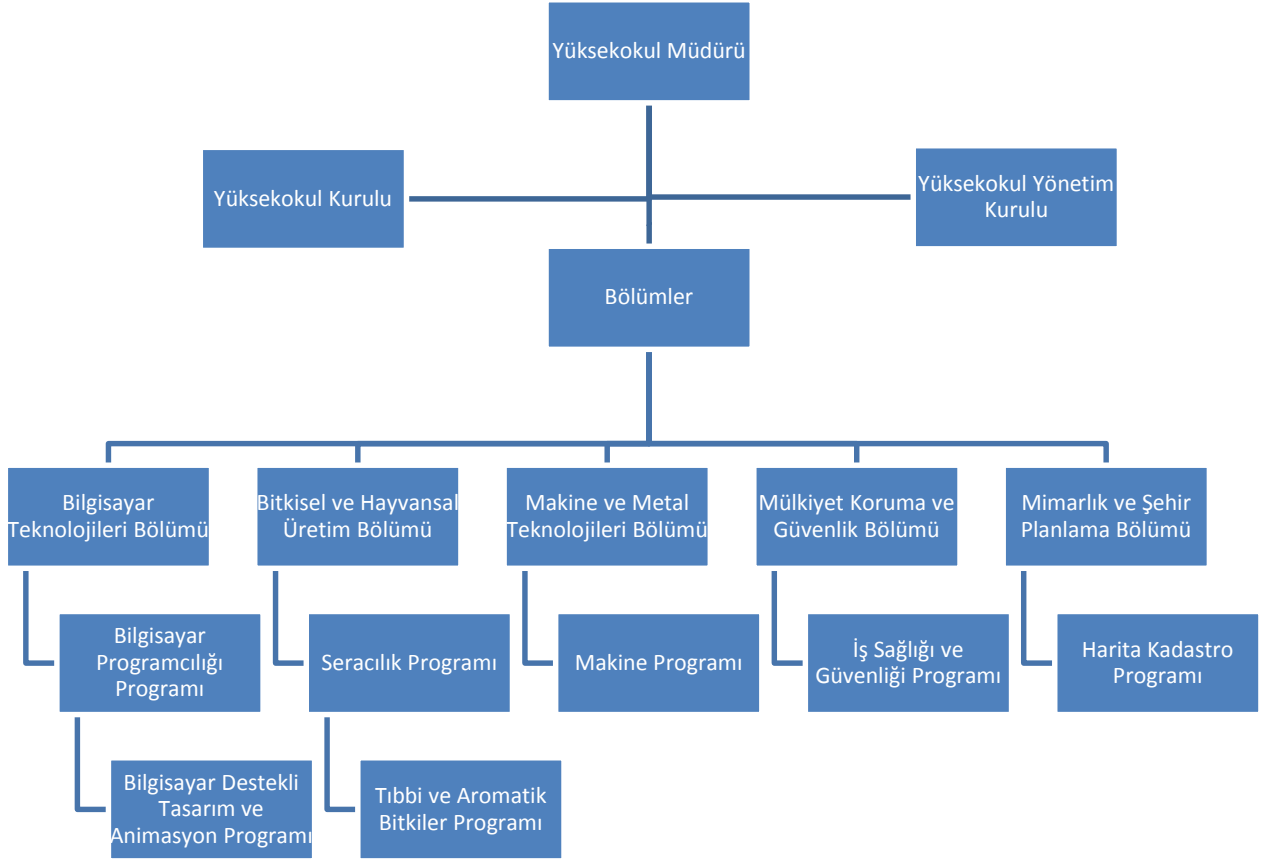 Yüksekokul Müdürü
Yüksekokul Kurulu
Yüksekokul Yönetim
Kurulu
Bölümler
Bilgisayar
Teknolojileri Bölümü
Bitkisel ve Hayvansal
Üretim Bölümü
Makine ve Metal
Teknolojileri Bölümü
Mülkiyet Koruma ve
Güvenlik Bölümü
Mimarlık ve Şehir
Planlama Bölümü
Bilgisayar
Programcılığı
Programı
Seracılık Programı
Makine Programı
İş Sağlığı ve
Güvenliği Programı
Harita Kadastro
Programı
Bilgisayar Destekli
Tasarım ve
Animasyon Programı
Tıbbi ve Aromatik
Bitkiler Programı